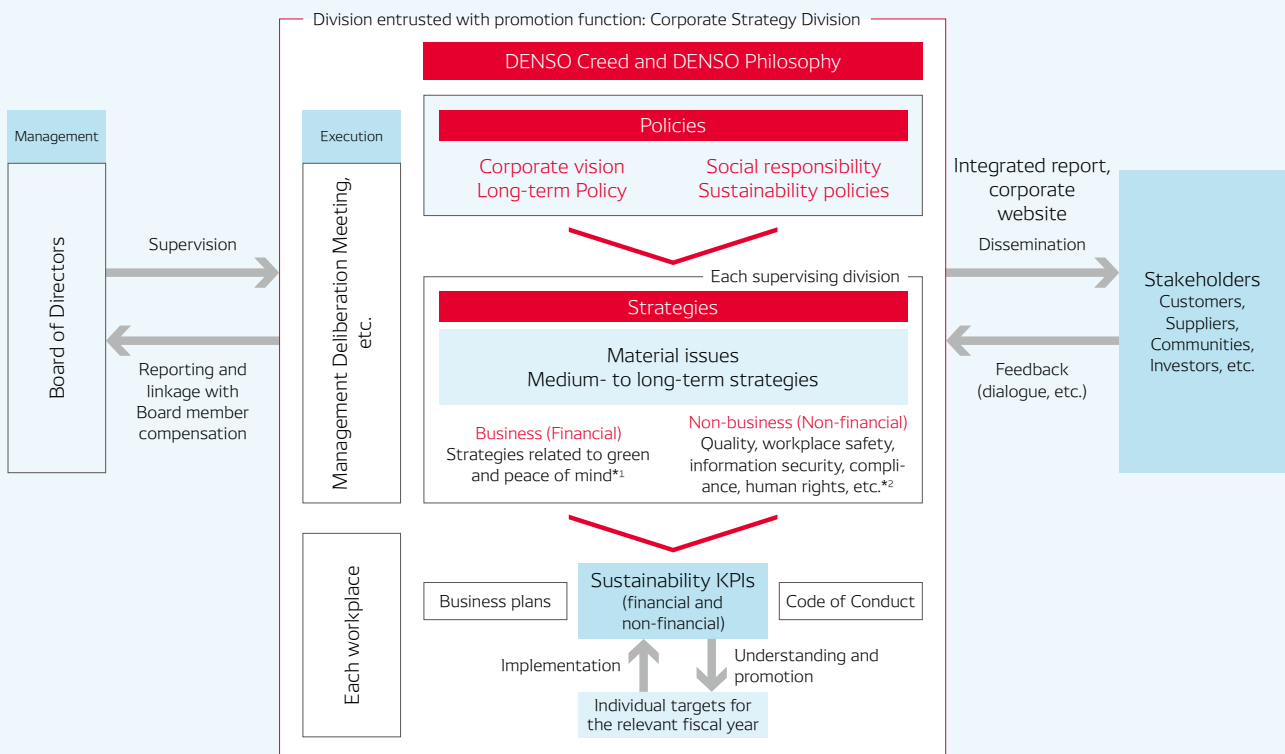 Division entrusted with promotion function: Corporate Strategy Division
DENSO Creed and DENSO Philosophy
Management
Board of Directors
Supervision
Reporting and
linkage with
Board member
compensation
Execution
Management Deliberation Meeting,
etc.
Policies
Corporate vision
Long-term Policy
Social responsibility
Sustainability policies
Each supervising division
Strategies
Material issues
Medium- to long-term strategies
Business (Financial)
Strategies related to green
and peace of mind*1
Non-business (Non-financial)
Quality, workplace safety,
information security, compli-
ance, human rights, etc.*2
Each workplace
Business plans
Sustainability KPIs
(financial and
non-financial)
Code of Conduct
Implementation
Understanding and
promotion
Individual targets for
the relevant fiscal year
Integrated report,
corporate
website
Dissemination
Feedback
(dialogue, etc.)
Stakeholders
Customers,
Suppliers,
Communities,
Investors, etc.